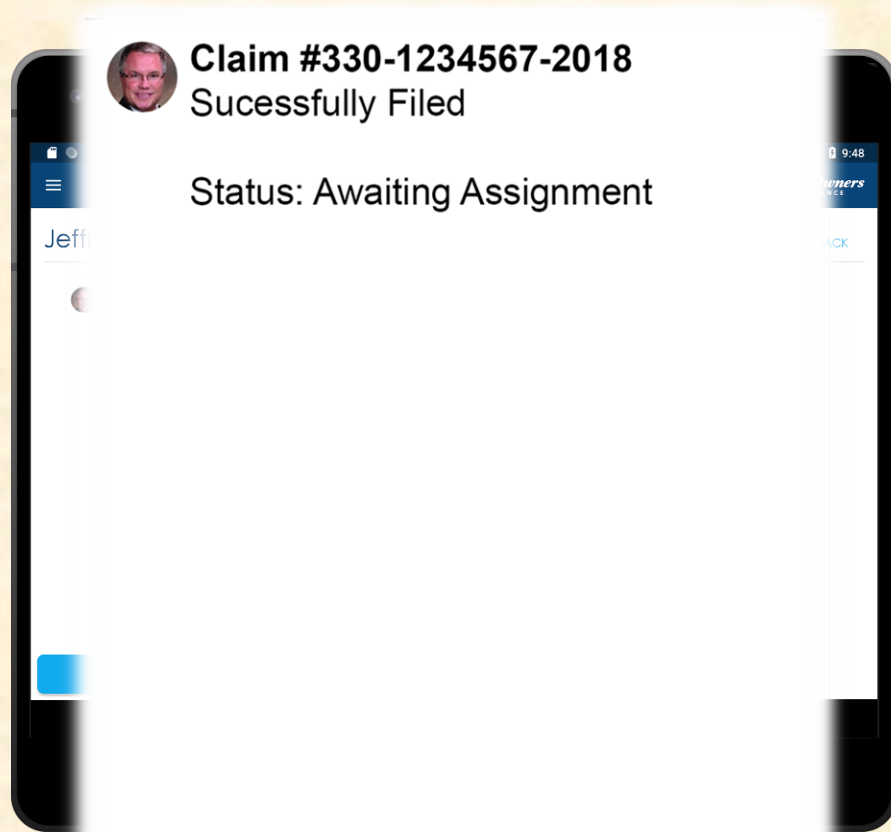 Claim #330-1234567-2018
Sucessfully Filed
Status: Awaiting Assignment
9:48